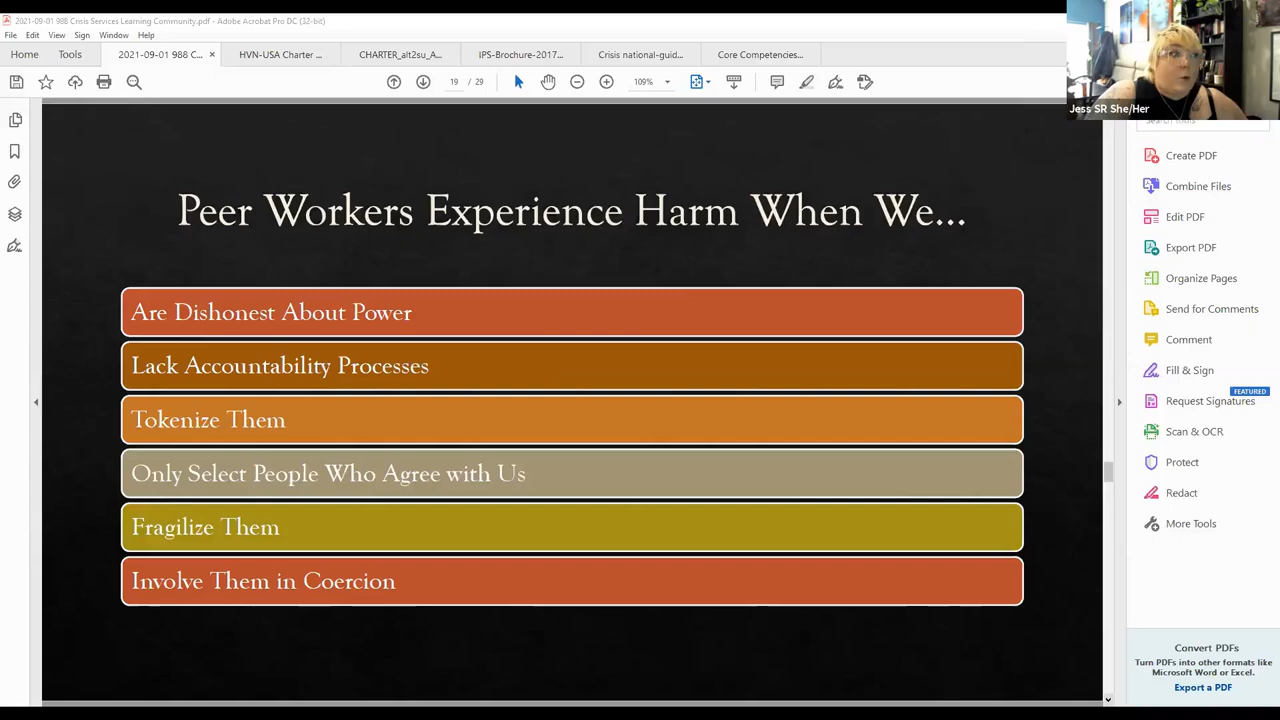 2021-09-01 988 Crisis Services Learning Community.pdf - Adobe Acrobat Pro DC (32-bit)
File Edit View Sign Window Help
Home Tools 2021-09-01 988 C... × HVN-USA Charter ... CHARTER_alt2su_A... IPS-Brochure-2017... Crisis national-guid... Core Competencies...
19 / 29 109%
Jess SR She/Her
Search tools
Peer Workers Experience Harm When We...
Are Dishonest About Power
Lack Accountability Processes
Tokenize Them
Only Select People Who Agree with Us
Fragilize Them
Involve Them in Coercion
Create PDF
Combine Files
Edit PDF
Export PDF
Organize Pages
Send for Comments
Comment
Fill & Sign
FEATURED
Request Signatures
Scan & OCR
Protect
Redact
More Tools
Convert PDFs
Turn PDFs into other formats like
Microsoft Word or Excel.
Export a PDF